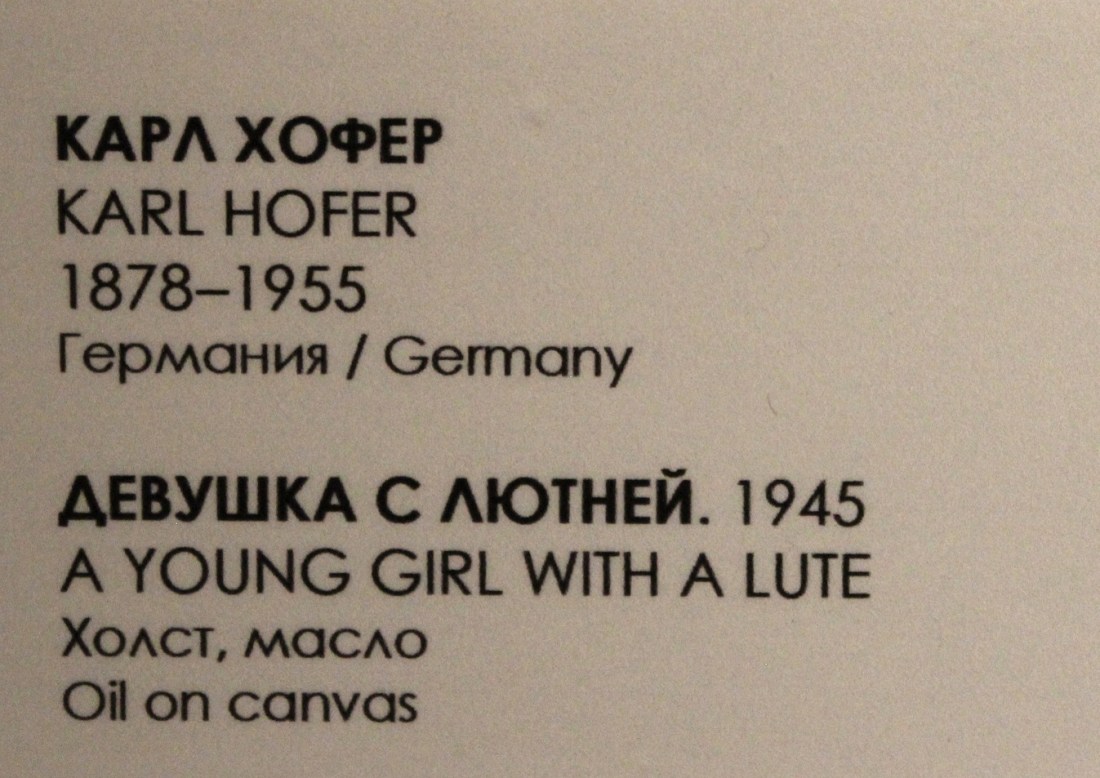 КАРЛ ХОФЕР
KARL HOFER
1878–1955
Германия / Germany
ДЕВУШКА С ЛЮТНЕЙ. 1945
A YOUNG GIRL WITH A LUTE
Холст, масло
Oil on canvas